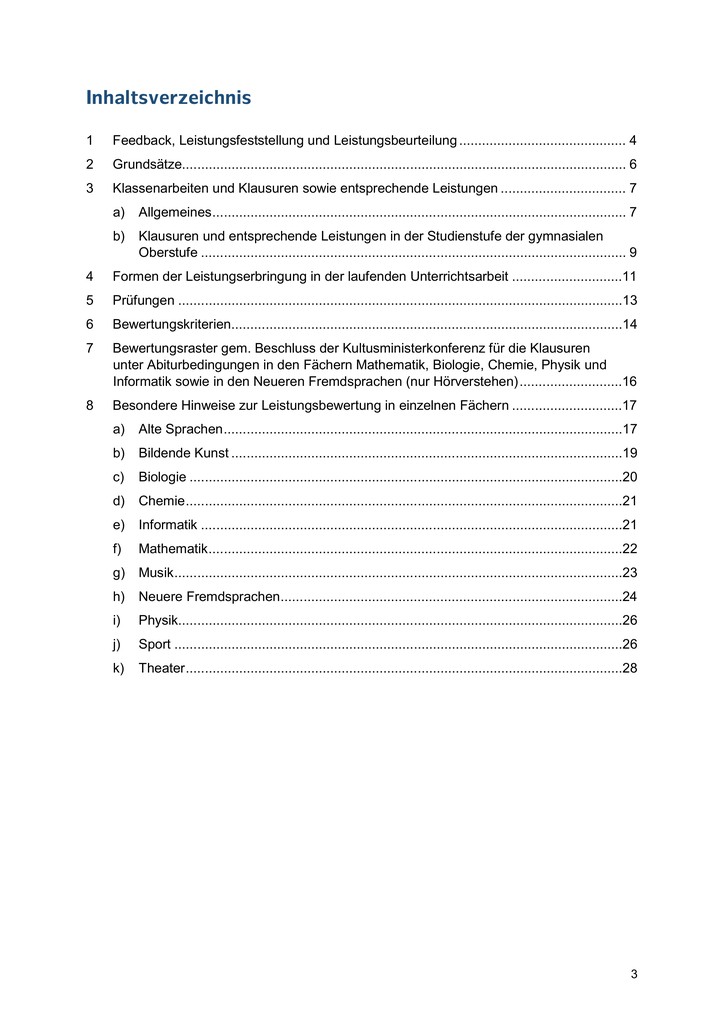 Inhaltsverzeichnis
1 Feedback, Leistungsfeststellung und Leistungsbeurteilung ............................................ 4
2 Grundsätze..................................................................................................................... 6
3 Klassenarbeiten und Klausuren sowie entsprechende Leistungen ................................. 7
a) Allgemeines............................................................................................................. 7
b) Klausuren und entsprechende Leistungen in der Studienstufe der gymnasialen
Oberstufe ................................................................................................................ 9
4 Formen der Leistungserbringung in der laufenden Unterrichtsarbeit .............................11
5 Prüfungen .....................................................................................................................13
6 Bewertungskriterien.......................................................................................................14
7 Bewertungsraster gem. Beschluss der Kultusministerkonferenz für die Klausuren
unter Abiturbedingungen in den Fächern Mathematik, Biologie, Chemie, Physik und
Informatik sowie in den Neueren Fremdsprachen (nur Hörverstehen)...........................16
8 Besondere Hinweise zur Leistungsbewertung in einzelnen Fächern .............................17
a) Alte Sprachen.........................................................................................................17
b) Bildende Kunst .......................................................................................................19
c) Biologie ..................................................................................................................20
d) Chemie...................................................................................................................21
e) Informatik ...............................................................................................................21
f) Mathematik.............................................................................................................22
g) Musik......................................................................................................................23
h) Neuere Fremdsprachen..........................................................................................24
i) Physik.....................................................................................................................26
j) Sport ......................................................................................................................26
k) Theater...................................................................................................................28
3